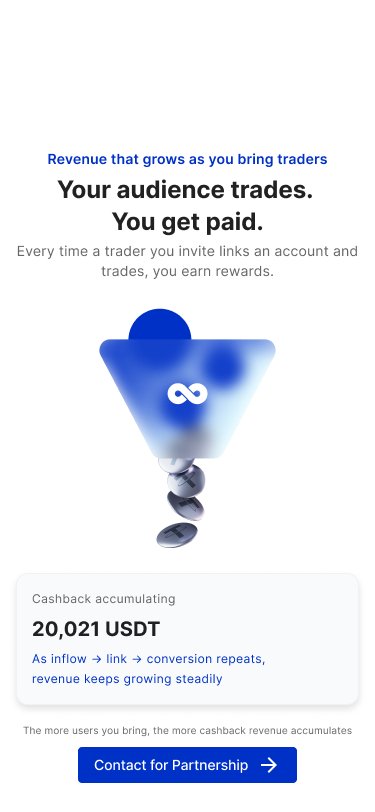 Revenue that grows as you bring traders
Your audience trades.
You get paid.
Every time a trader you invite links an account and
trades, you earn rewards.
Cashback accumulating
20,021 USDT
As inflow → link → conversion repeats,
revenue keeps growing steadily
The more users you bring, the more cashback revenue accumulates
Contact for Partnership →